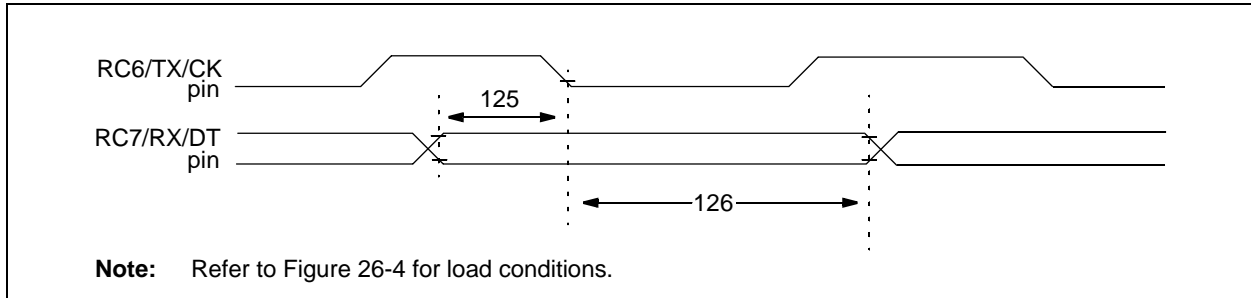 RC6/TX/CK
pin
125
RC7/RX/DT
pin
126
Note: Refer to Figure 26-4 for load conditions.